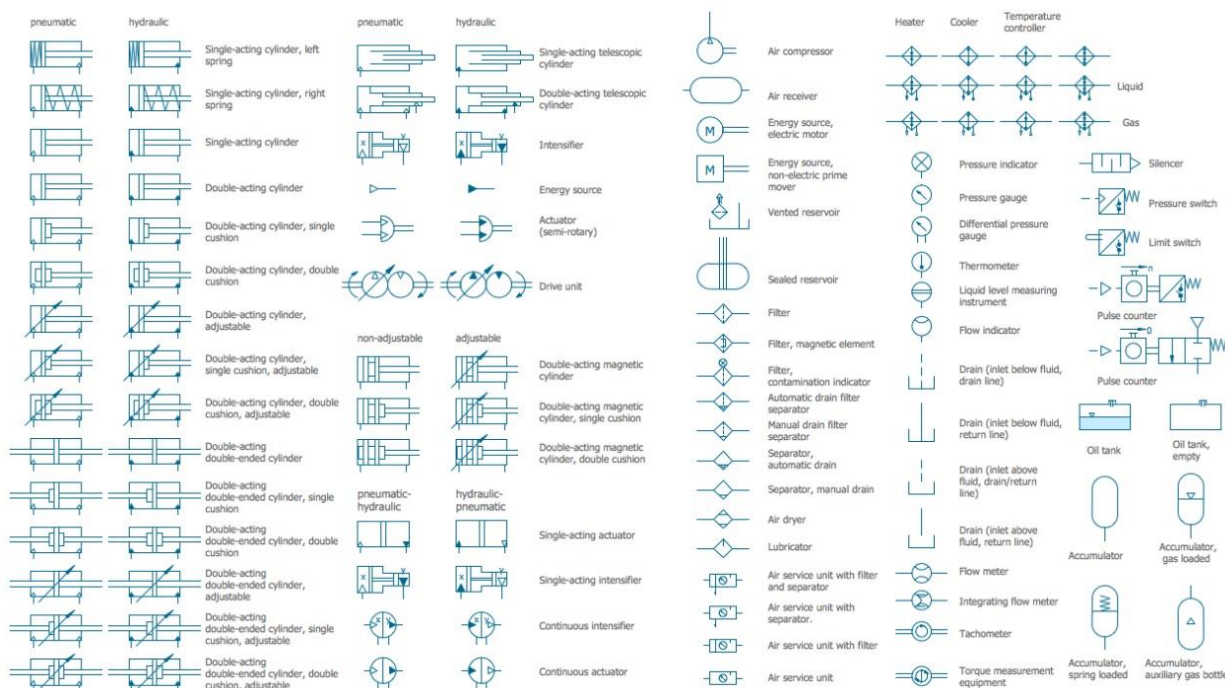 pneumatic
hydraulic
Single-acting cylinder, left
spring
Single-acting cylinder, right
spring
Single-acting cylinder
Double-acting cylinder
Double-acting cylinder, single
cushion
Double-acting cylinder, double
cushion
Double-acting cylinder,
adjustable
Double-acting cylinder,
single cushion, adjustable
Double-acting cylinder, double
cushion, adjustable
Double-acting
double-ended cylinder
Double-acting
double-ended cylinder, single
cushion
Double-acting
double-ended cylinder, double
cushion
Double-acting
double-ended cylinder,
adjustable
Double-acting
double-ended cylinder, single
cushion, adjustable
Double-acting
double-ended cylinder, double
cushion, adjustable
pneumatic
hydraulic
Single-acting telescopic
cylinder
Double-acting telescopic
cylinder
X Y
X Y
Intensifier
Energy source
Actuator
(semi-rotary)
Drive unit
non-adjustable
adjustable
Double-acting magnetic
cylinder
Double-acting magnetic
cylinder, single cushion
Double-acting magnetic
cylinder, double cushion
pneumatic-
hydraulic
hydraulic-
pneumatic
Single-acting actuator
X Y
X Y
Single-acting intensifier
X Y
X Y
Continuous intensifier
Continuous actuator
Air compressor
Air receiver
M
Energy source,
electric motor
M
Energy source,
non-electric prime
mover
Vented reservoir
Sealed reservoir
Filter
Filter, magnetic element
Filter,
contamination indicator
Automatic drain filter
separator
Manual drain filter
separator
Separator,
automatic drain
Separator, manual drain
Air dryer
Lubricator
Air service unit with filter
and separator
Air service unit with
separator.
Air service unit with filter
Air service unit
Heater
Cooler
Temperature
controller
Liquid
Gas
Pressure indicator
Pressure gauge
Differential pressure
gauge
Thermometer
Liquid level measuring
instrument
Flow indicator
Drain (inlet below fluid,
drain line)
Drain (inlet below fluid,
return line)
Drain (inlet above
fluid, drain/return
line)
Drain (inlet above
fluid, return line)
Flow meter
Integrating flow meter
Tachometer
Torque measurement
equipment
Silencer
Pressure switch
Limit switch
n
Pulse counter
0
Pulse counter
Oil tank
Oil tank,
empty
Accumulator
Accumulator,
gas loaded
Accumulator,
spring loaded
Accumulator,
auxiliary gas bottle